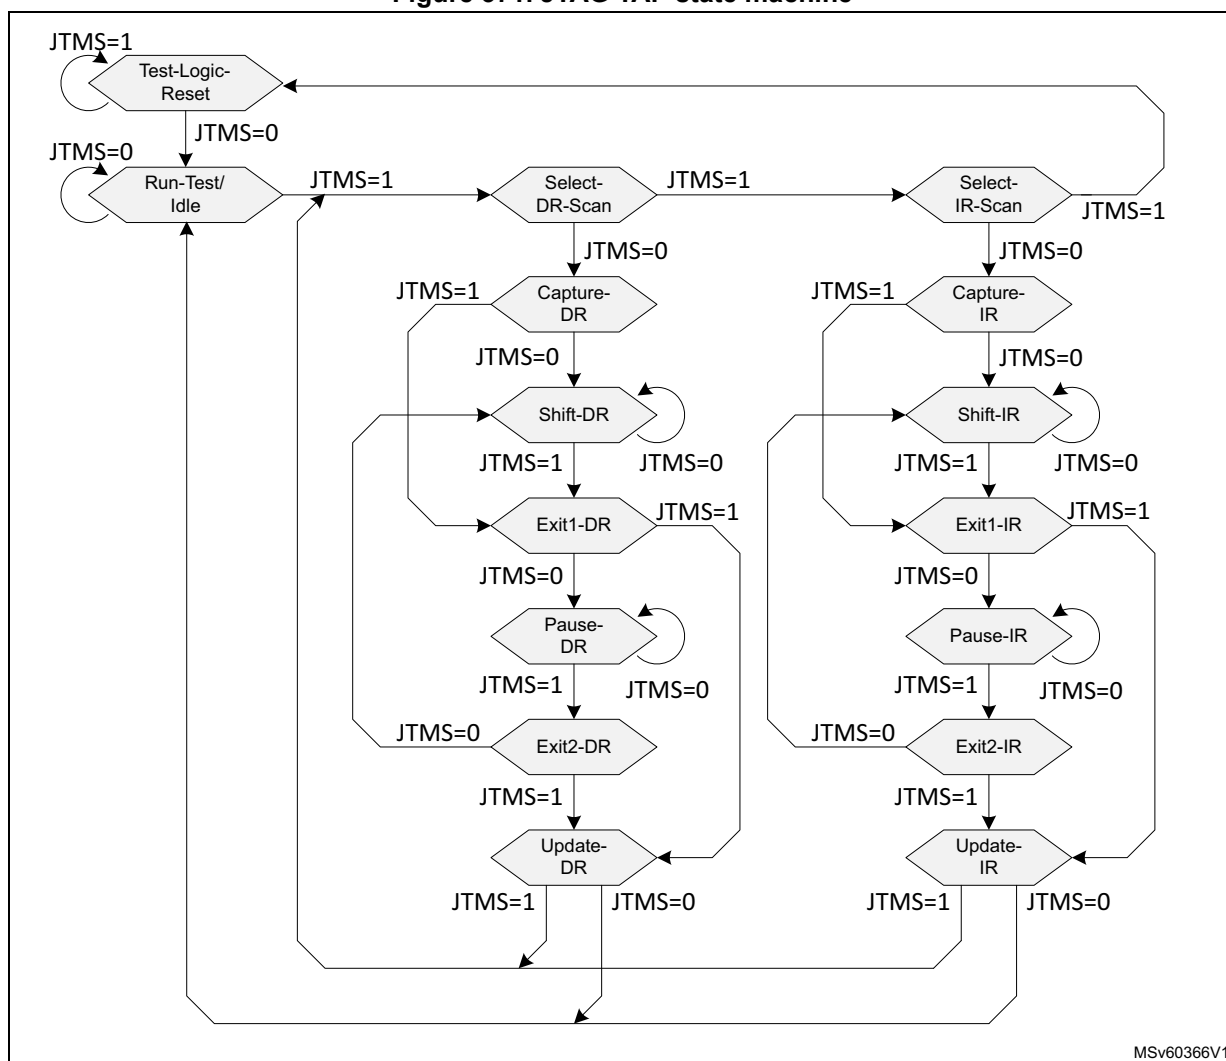 Figure JTAG TAP state machine
JTMS=1
Test-Logic-
Reset
JTMS=0
JTMS=0
Run-Test/
Idle
JTMS=1
Select-
DR-Scan
JTMS=1
Select-
IR-Scan
JTMS=1
JTMS=0
JTMS=0
JTMS=1
Capture-
DR
JTMS=1
Capture-
IR
JTMS=0
JTMS=0
Shift-DR
Shift-IR
JTMS=1
JTMS=0
JTMS=1
JTMS=0
Exit1-DR
JTMS=1
Exit1-IR
JTMS=1
JTMS=0
JTMS=0
Pause-
DR
Pause-IR
JTMS=1
JTMS=0
JTMS=1
JTMS=0
JTMS=0
Exit2-DR
JTMS=0
Exit2-IR
JTMS=1
JTMS=1
Update-
DR
Update-
IR
JTMS=1
JTMS=0
JTMS=1
JTMS=0
MSv60366V1